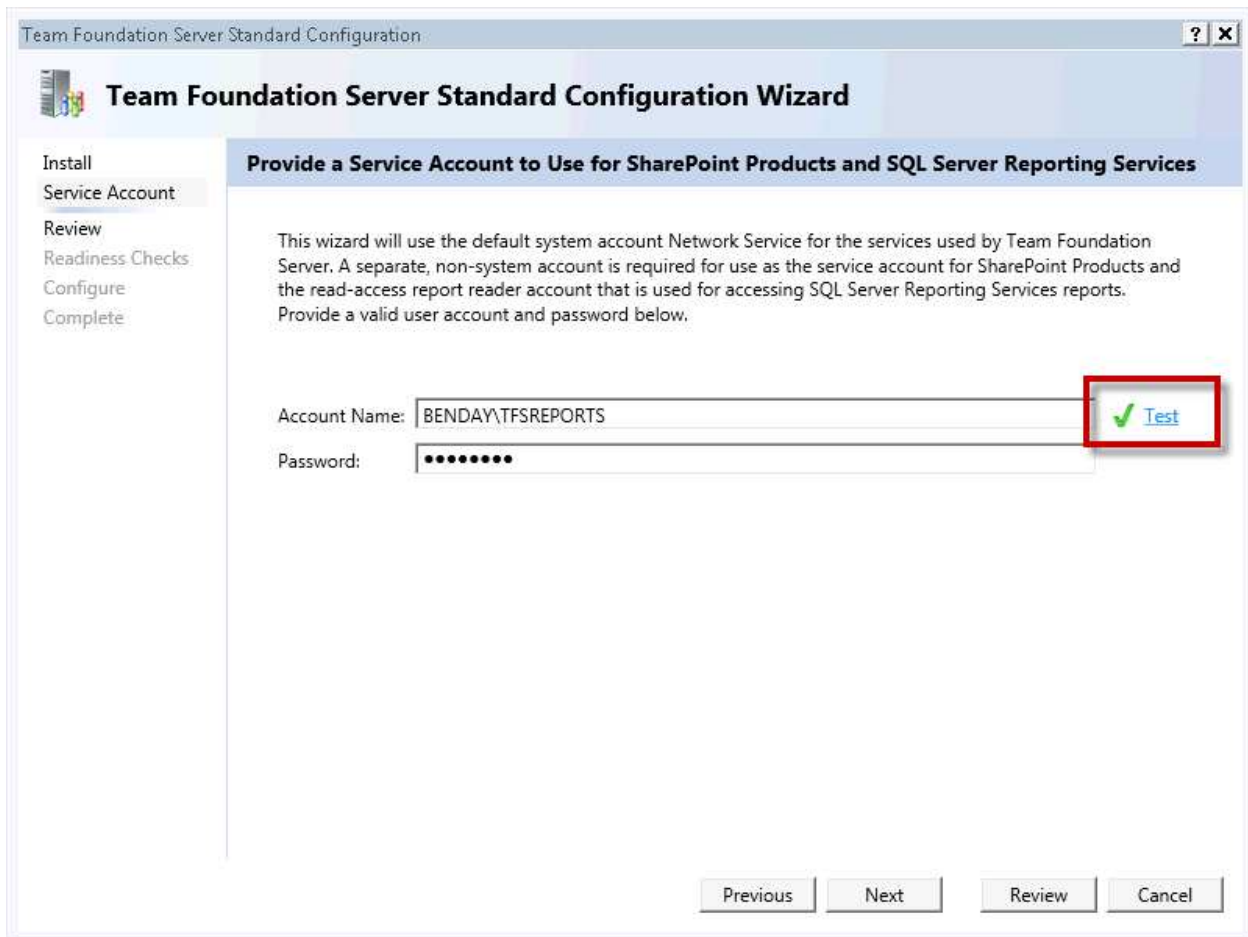 Team Foundation Server Standard Configuration
? X
Team Foundation Server Standard Configuration Wizard
Install
Service Account
Review
Readiness Checks
Configure
Complete
Provide a Service Account to Use for SharePoint Products and SQL Server Reporting Services
This wizard will use the default system account Network Service for the services used by Team Foundation
Server. A separate, non-system account is required for use as the service account for SharePoint Products and
the read-access report reader account that is used for accessing SQL Server Reporting Services reports.
Provide a valid user account and password below.
Account Name: BENDAY\TFSREPORTS Test
Password: ••••••••
Previous Next Review Cancel